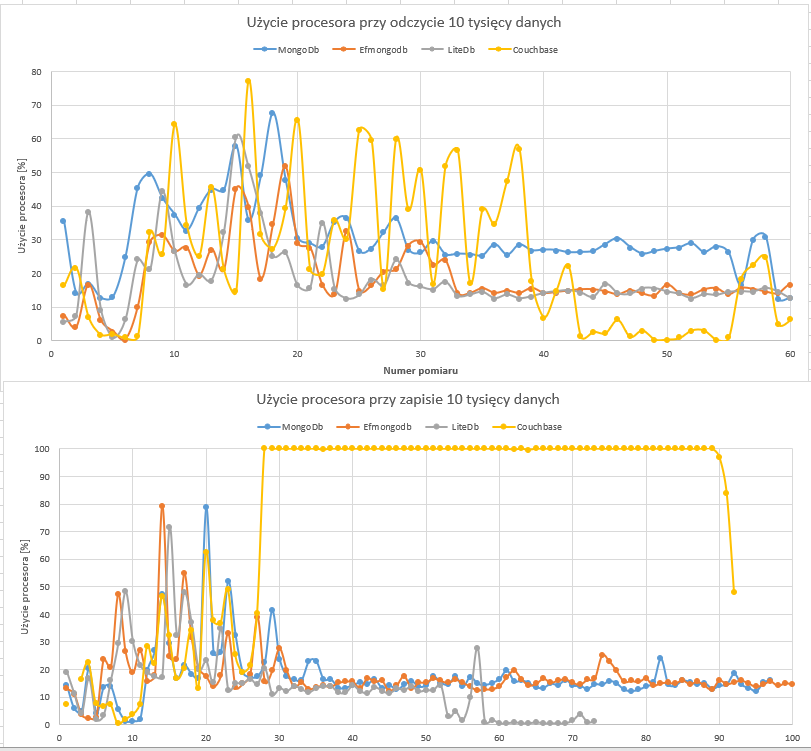 Użycie procesora przy odczycie 10 tysięcy danych
MongoDb Efmongodb LiteDb Couchbase
80
70
60
50
40
30
20
10
0
Użycie procesora [%]
0 10 20 30 40 50 60
Numer pomiaru
Użycie procesora przy zapisie 10 tysięcy danych
MongoDb Efmongodb LiteDb Couchbase
100
90
80
70
60
50
40
30
20
10
0
Użycie procesora [%]
0 10 20 30 40 50 60 70 80 90 100